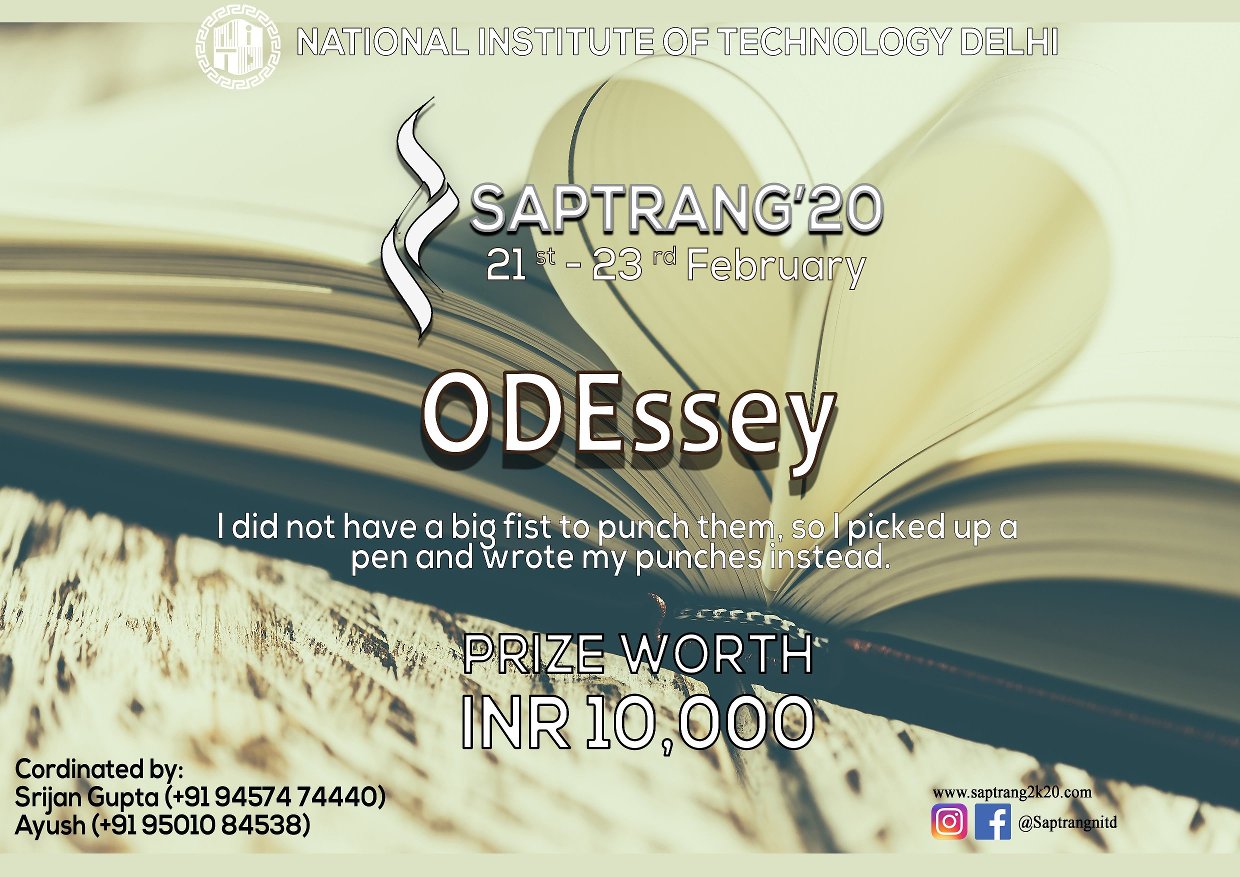 NATIONAL INSTITUTE OF TECHNOLOGY DELHI
SAPTRANG'20
21 st - 23 rd February
ODEssey
I did not have a big fist to punch them, so I picked up a
pen and wrote my punches instead.
PRIZE WORTH
INR 10,000
Cordinated by:
Srijan Gupta (+91 94574 74440)
Ayush (+91 95010 84538)
www.saptrang2k20.com
@Saptrangnitd